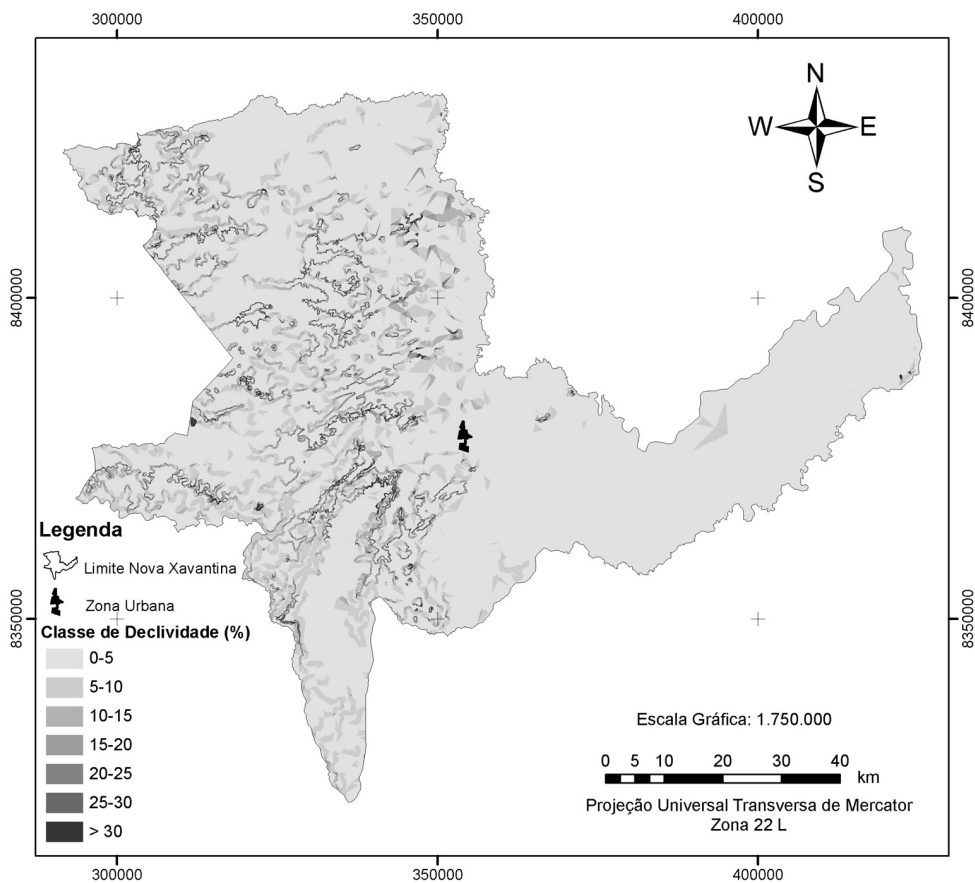 300000 350000 400000
N
W E
S
8400000 8400000
Legenda
Limite Nova Xavantina
Zona Urbana
8350000 8350000
Classe de Declividade (%)
0-5
5-10
10-15
15-20
20-25
25-30
> 30
Escala Gráfica: 1.750.000
0 5 10 20 30 40
km
Projeção Universal Transversa de Mercator
Zona 22 L
300000 350000 400000